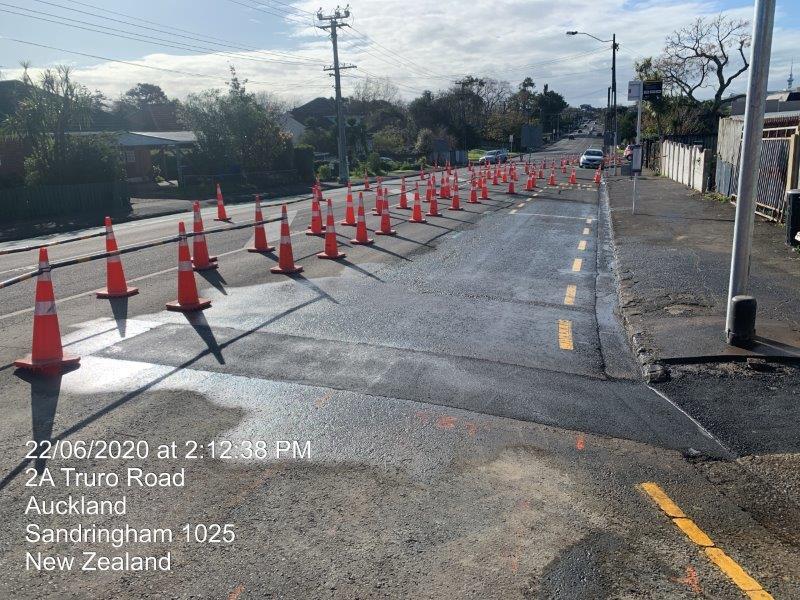 22/06/2020 at 2:12:38 PM
2A Truro Road
Auckland
Sandringham 1025
New Zealand